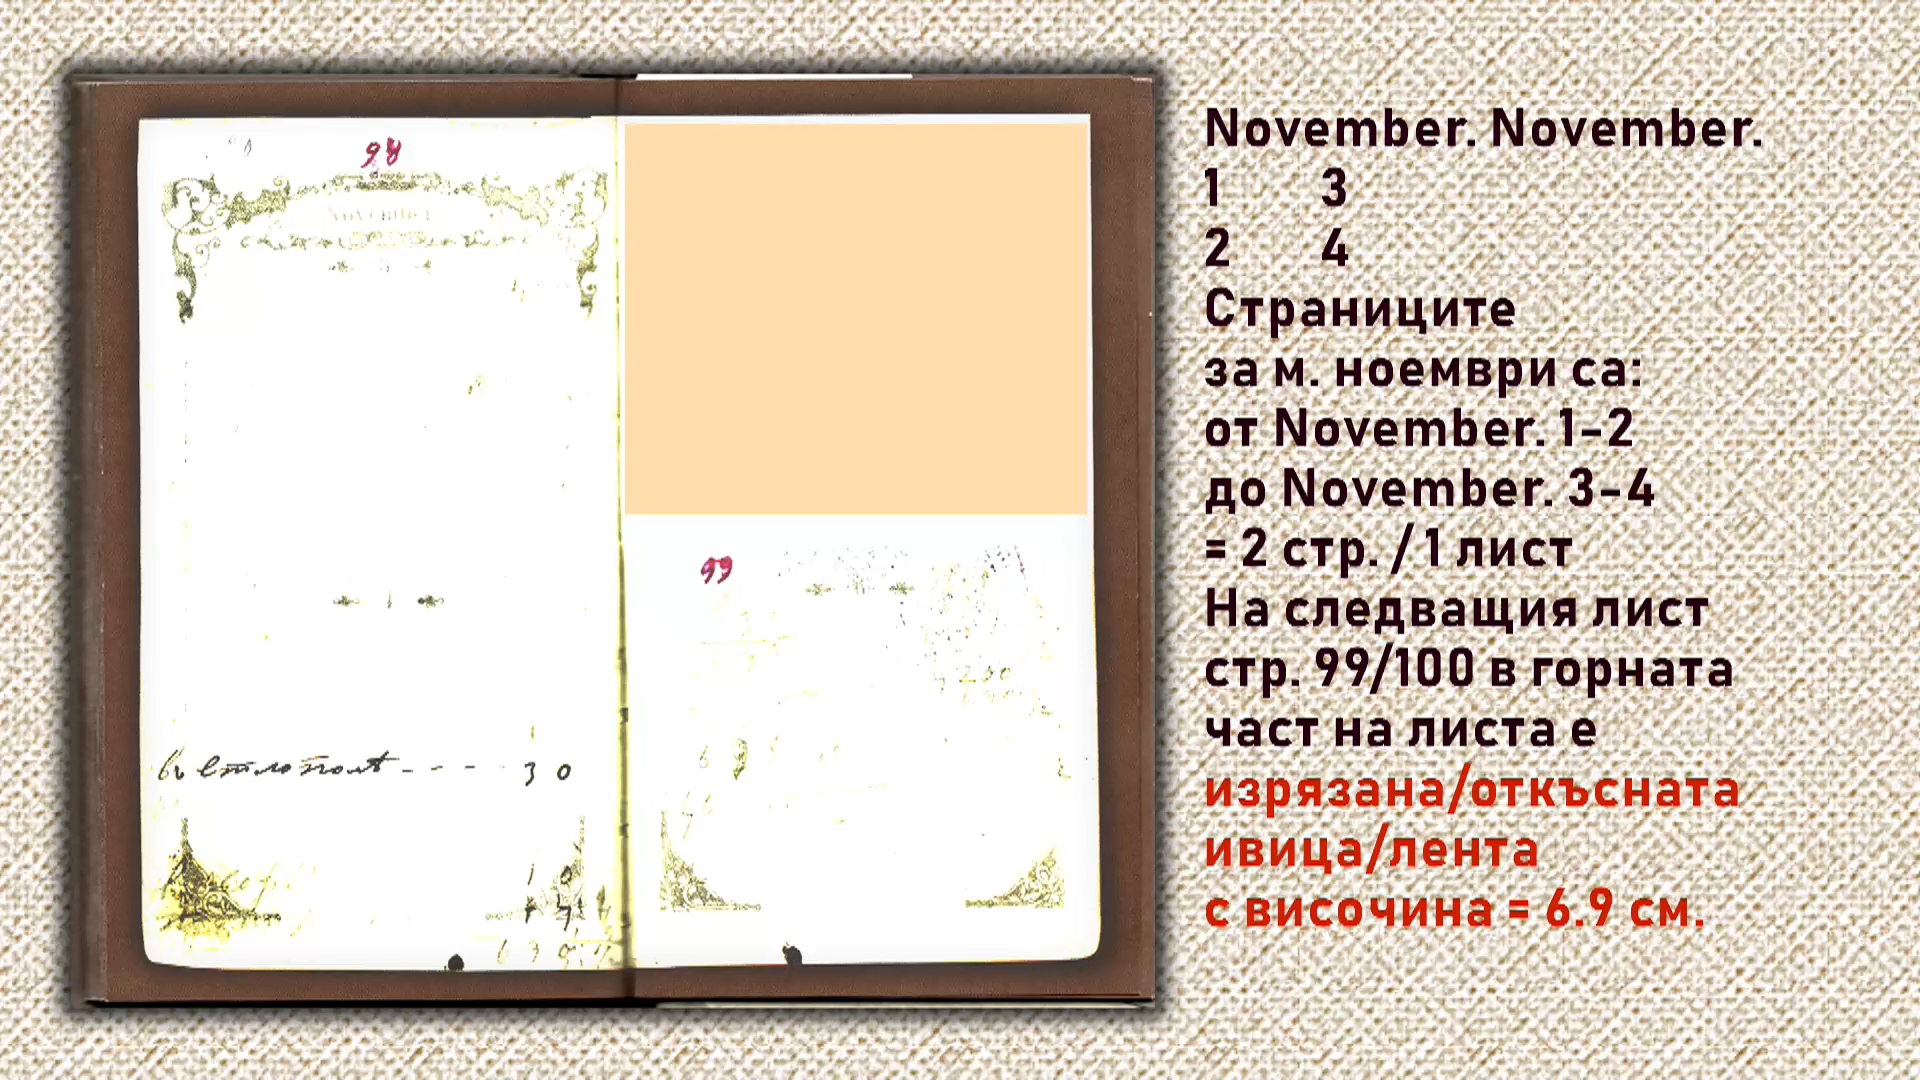 98
November.
30
99
November. November.
1 3
2 4
Страниците
за м. ноември са:
от November. 1-2
до November. 3-4
= 2 стр. / 1 лист
На следващия лист
стр. 99/100 в горната
част на листа е
изрязана/откъсната
ивица/лента
с височина = 6.9 см.